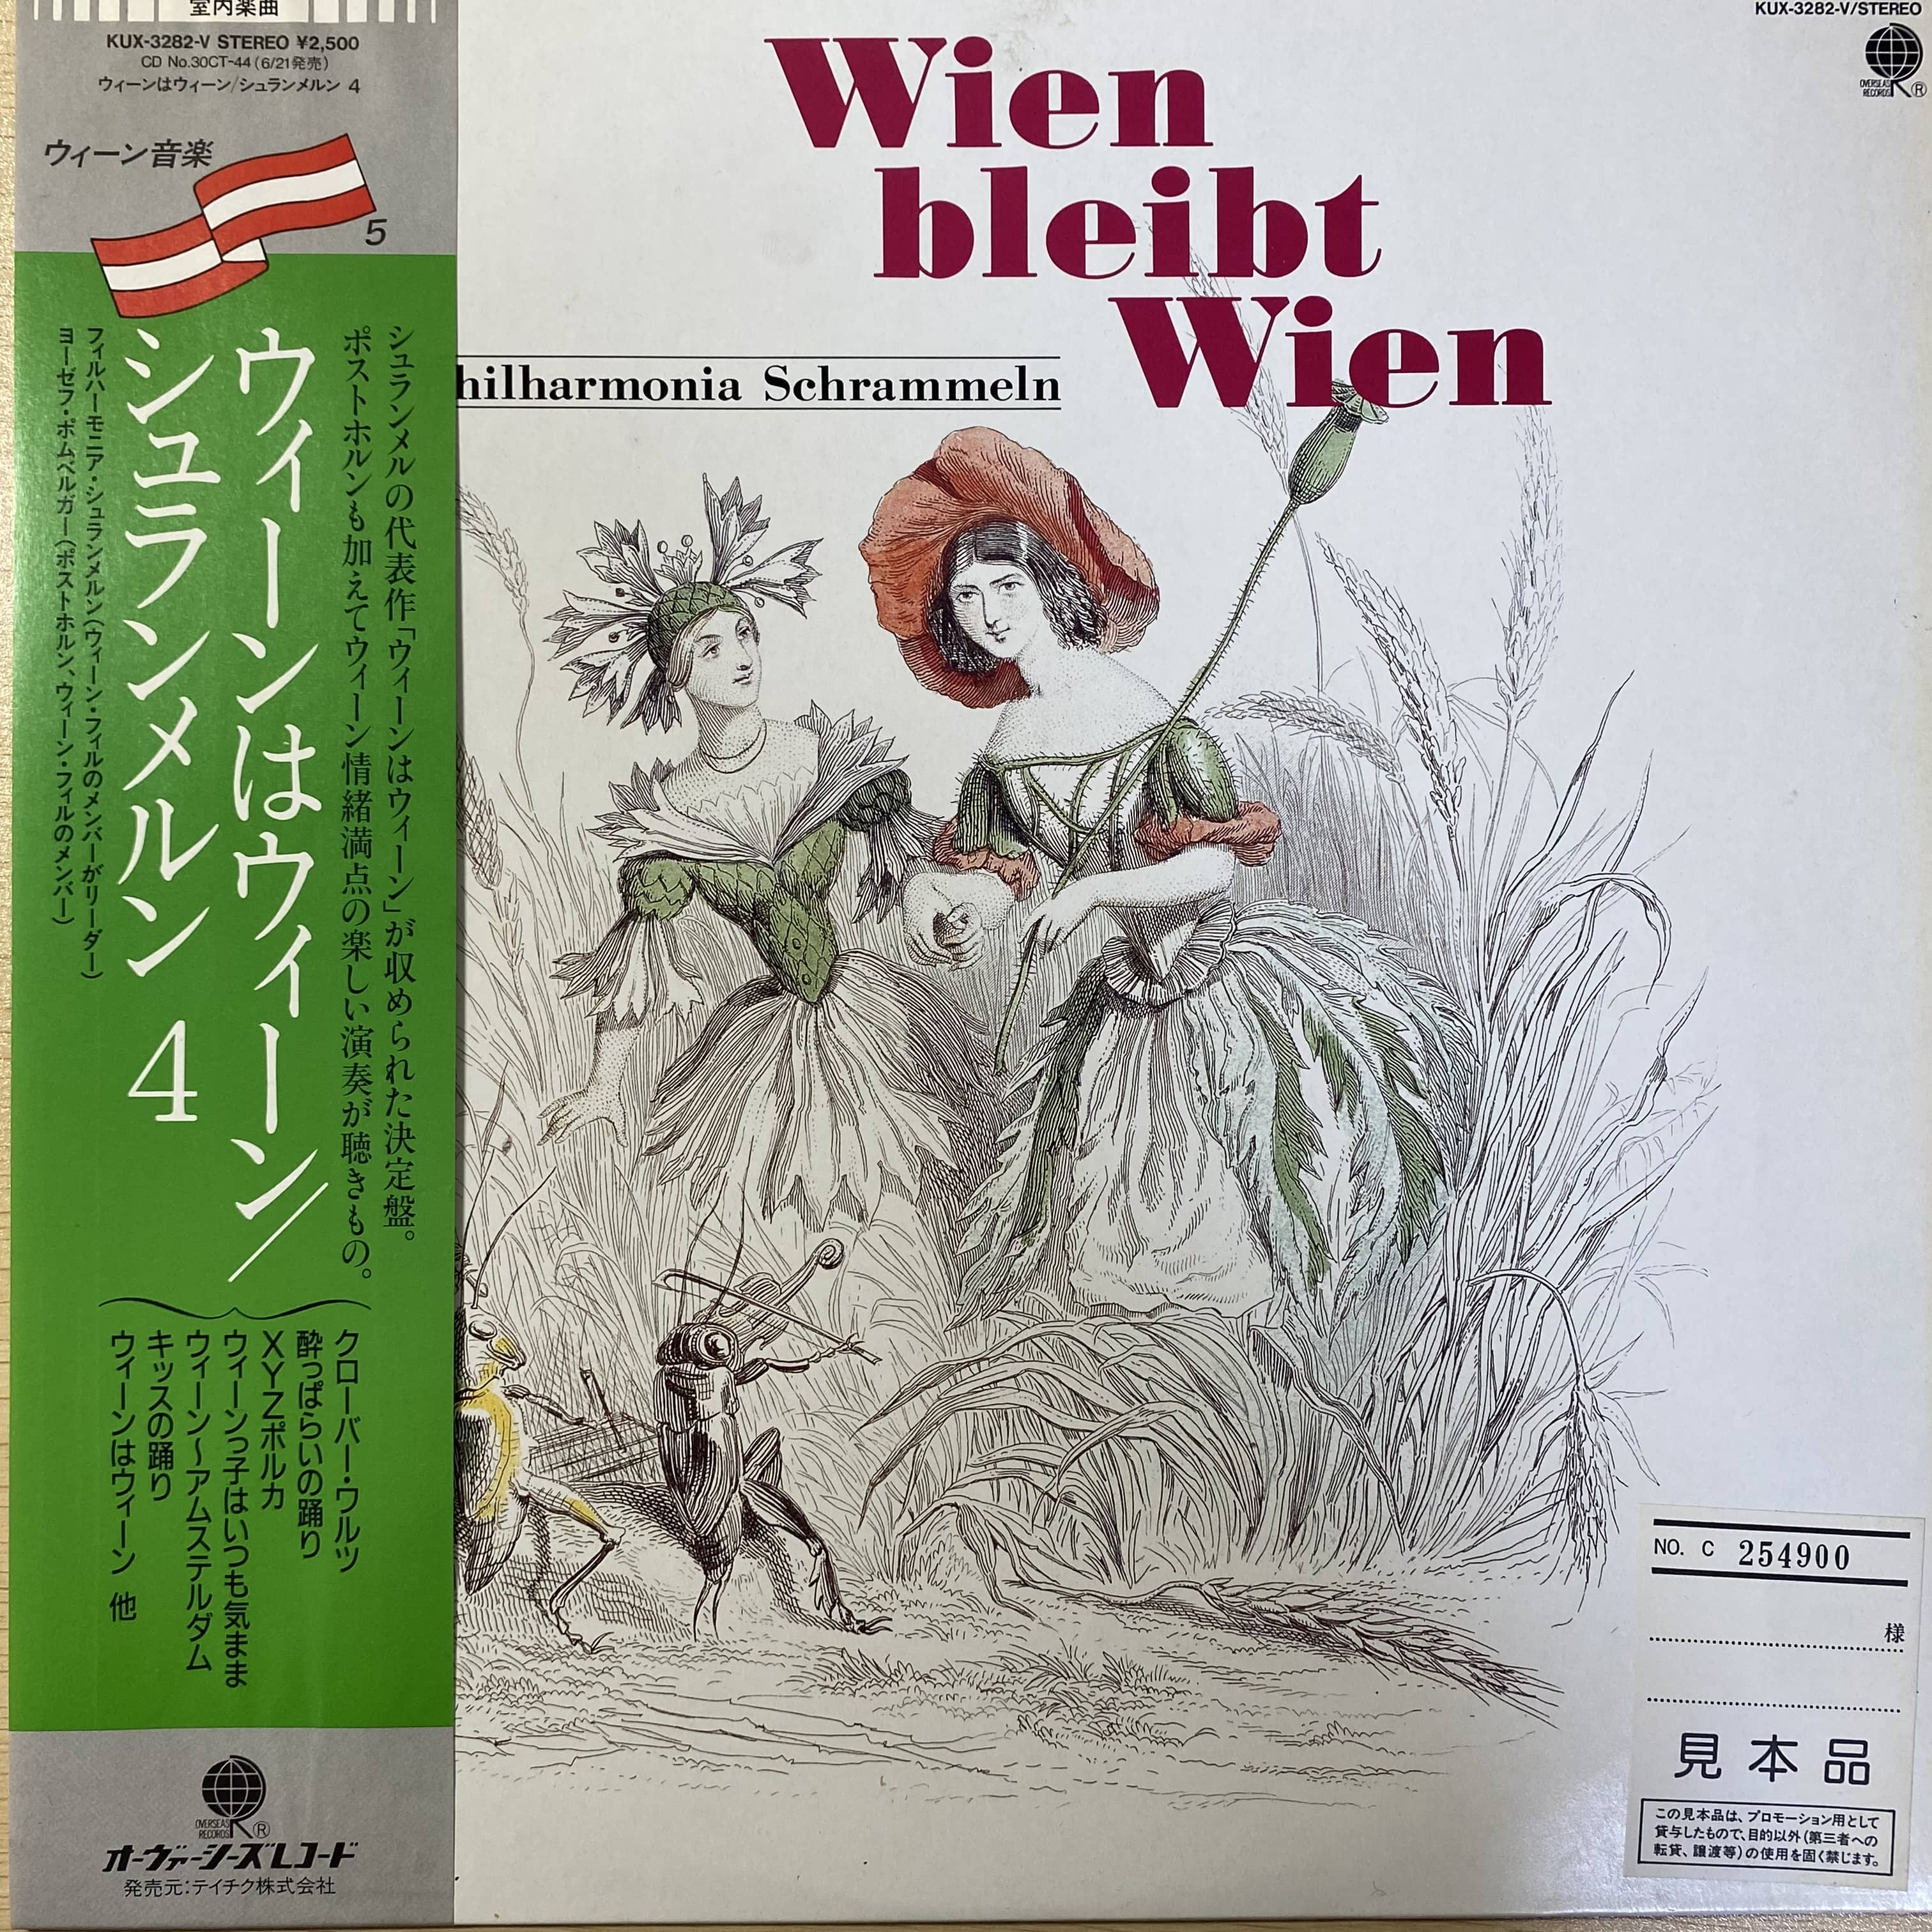 室内楽曲
KUX-3282-V STEREO ¥2,500
CD No.30CT-44(6/21発売)
ウィーンはウィーン/シュランメルン 4
ウィーン音楽
5
シュランメルの代表作「ウィーンはウィーン」が収められた決定盤。
ポストホルンも加えてウィーン情緒満点の楽しい演奏が聴きもの。
ウィーンはウィーン/
シュランメルン 4
フィルハーモニア・シュランメルン(ウィーン・フィルのメンバーがリーダー)
ヨーゼフ・ポムベルガー(ポストホルン、ウィーン・フィルのメンバー)
クローバー・ワルツ
酔っぱらいの踊り
XYZポルカ
ウィーンっ子はいつも気まま
ウィーン~アムステルダム
キッスの踊り
ウィーンはウィーン 他
OVERSEAS
RECORDS
R
オーヴァーシーズレコード
発売元:テイチク株式会社
KUX-3282-V/STEREO
OVERSEAS
RECORDS
R
Wien
bleibt
Wien
hilharmonia Schrammeln
NO. C 254900
様
見本品
この見本品は、プロモーション用として
貸与したもので、目的以外(第三者への
転貸、譲渡等)の使用を固く禁じます。